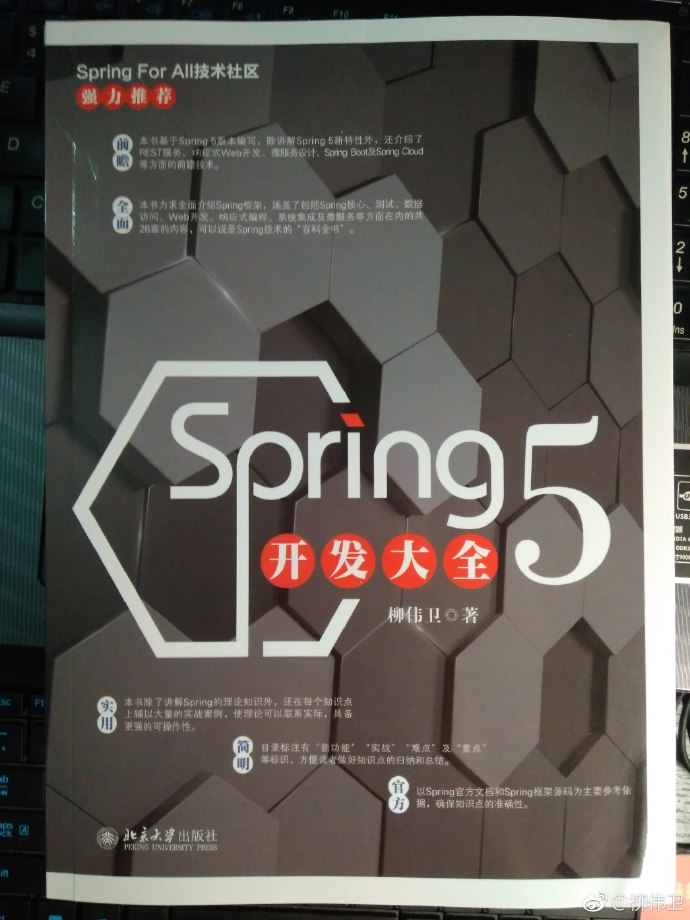 Spring For All技术社区
强力推荐
前瞻
本书基于Spring 5版本编写，除讲解Spring 5新特性外，还介绍了
REST服务、响应式Web开发、微服务设计、Spring Boot及Spring Cloud
等方面的前瞻技术。
全面
本书力求全面介绍Spring框架，涵盖了包括Spring核心、测试、数据
访问、Web开发、响应式编程、系统集成及微服务等方面在内的共
26章的内容，可以说是Spring技术的“百科全书”。
Spring 5
开发大全
柳伟卫◎著
实用
本书除了讲解Spring的理论知识外，还在每个知识点
上辅以大量的实战案例，使理论可以联系实际，具备
更强的可操作性。
简明
目录标注有“新功能”“实战”“难点”及“重点”
等标识，方便读者做好知识点的归纳和总结。
官方
以Spring官方文档和Spring框架源码为主要参考依
据，确保知识点的准确性。
北京大学出版社
PEKING UNIVERSITY PRESS
@柳伟卫
F6
F7
F8
F9
F10